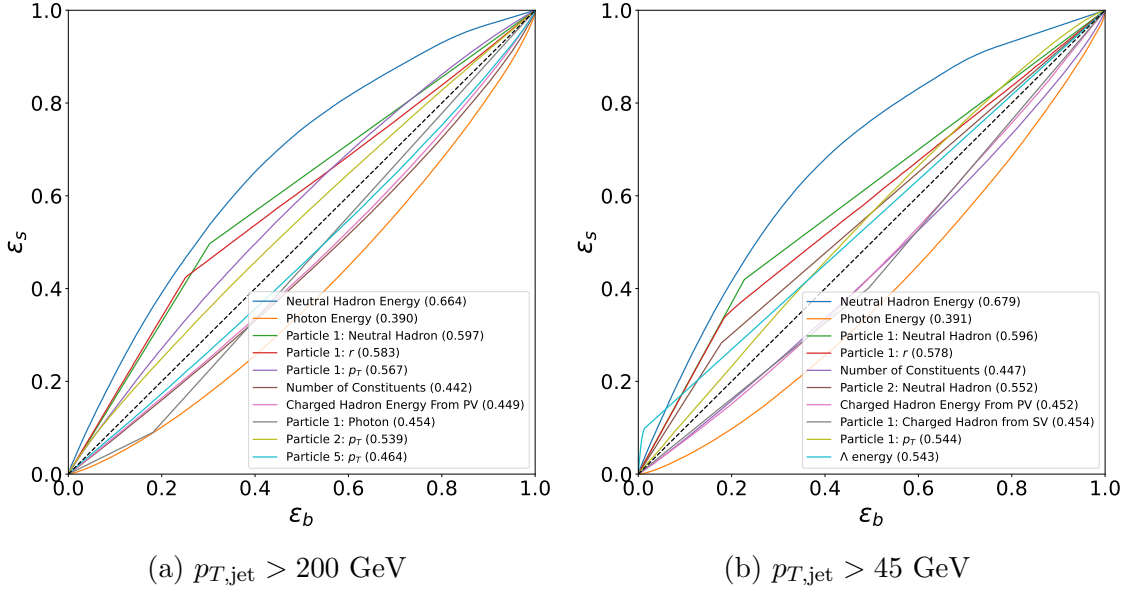 1.0
0.8
0.6
0.4
0.2
0.0
0.0 0.2 0.4 0.6 0.8 1.0
εs
εb
Neutral Hadron Energy (0.664)
Photon Energy (0.390)
Particle 1: Neutral Hadron (0.597)
Particle 1: r (0.583)
Particle 1: pT (0.567)
Number of Constituents (0.442)
Charged Hadron Energy From PV (0.449)
Particle 1: Photon (0.454)
Particle 2: pT (0.539)
Particle 5: pT (0.464)
(a) pT,jet > 200 GeV
1.0
0.8
0.6
0.4
0.2
0.0
0.0 0.2 0.4 0.6 0.8 1.0
εs
εb
Neutral Hadron Energy (0.679)
Photon Energy (0.391)
Particle 1: Neutral Hadron (0.596)
Particle 1: r (0.578)
Number of Constituents (0.447)
Particle 2: Neutral Hadron (0.552)
Charged Hadron Energy From PV (0.452)
Particle 1: Charged Hadron from SV (0.454)
Particle 1: pT (0.544)
Λ energy (0.543)
(b) pT,jet > 45 GeV